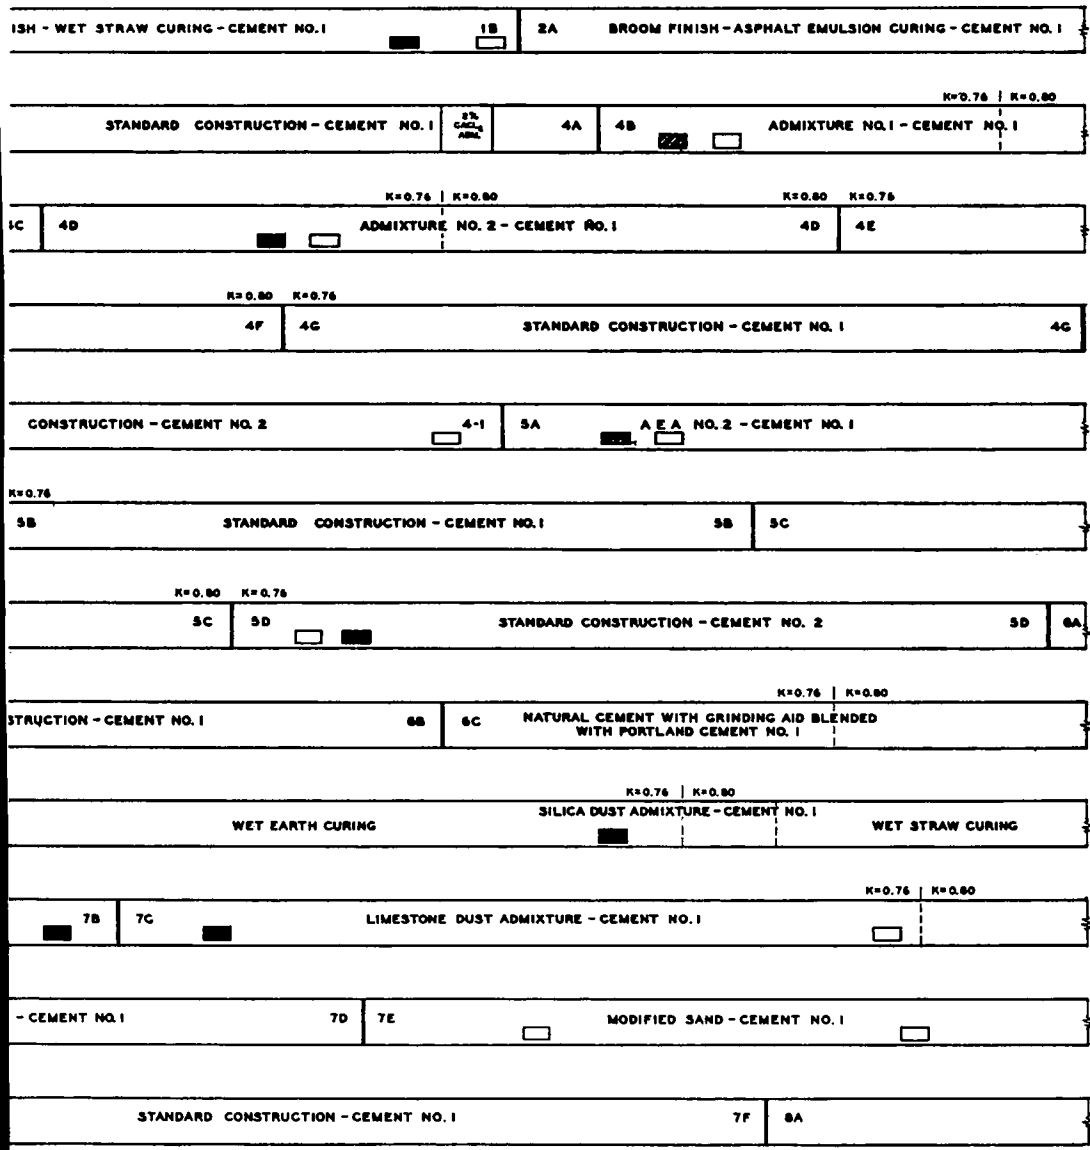 ISH - WET STRAW CURING - CEMENT NO. 1 1B 2A BROOM FINISH - ASPHALT EMULSION CURING - CEMENT NO. 1
K=0.76 K=0.80
STANDARD CONSTRUCTION - CEMENT NO. 1 2% CACL2 ADM. 4A 4B ADMIXTURE NO. 1 - CEMENT NO. 1
K=0.76 K=0.80 K=0.80 K=0.76
4C 4D ADMIXTURE NO. 2 - CEMENT NO. 1 4D 4E
K=0.80 K=0.76
4F 4G STANDARD CONSTRUCTION - CEMENT NO. 1 4G
CONSTRUCTION - CEMENT NO. 2 4-1 5A A E A NO. 2 - CEMENT NO. 1
K=0.76
5B STANDARD CONSTRUCTION - CEMENT NO. 1 5B 5C
K=0.80 K=0.76
5C 5D STANDARD CONSTRUCTION - CEMENT NO. 2 5D 6A
K=0.76 K=0.80
STRUCTION - CEMENT NO. 1 6B 6C NATURAL CEMENT WITH GRINDING AID BLENDED
WITH PORTLAND CEMENT NO. 1
K=0.76 K=0.80
SILICA DUST ADMIXTURE - CEMENT NO. 1
WET EARTH CURING WET STRAW CURING
K=0.76 K=0.80
7B 7C LIMESTONE DUST ADMIXTURE - CEMENT NO. 1
- CEMENT NO. 1 7D 7E MODIFIED SAND - CEMENT NO. 1
STANDARD CONSTRUCTION - CEMENT NO. 1 7F 8A